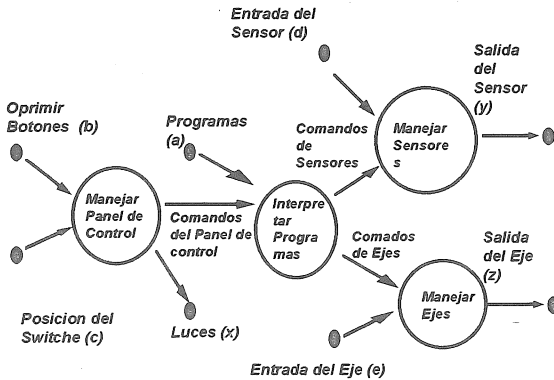 Entrada del
Sensor (d)
Salida
del
Sensor
(y)
Oprimir
Botones (b)
Programas
(a)
Comandos
de
Sensores
Manejar
Sensore
s
Manejar
Panel de
Control
Comandos
del Panel de
control
Interpre
tar
Progra
mas
Comados
de Ejes
Salida
del Eje
(z)
Manejar
Ejes
Posicion del
Switche (c)
Luces (x)
Entrada del Eje (e)